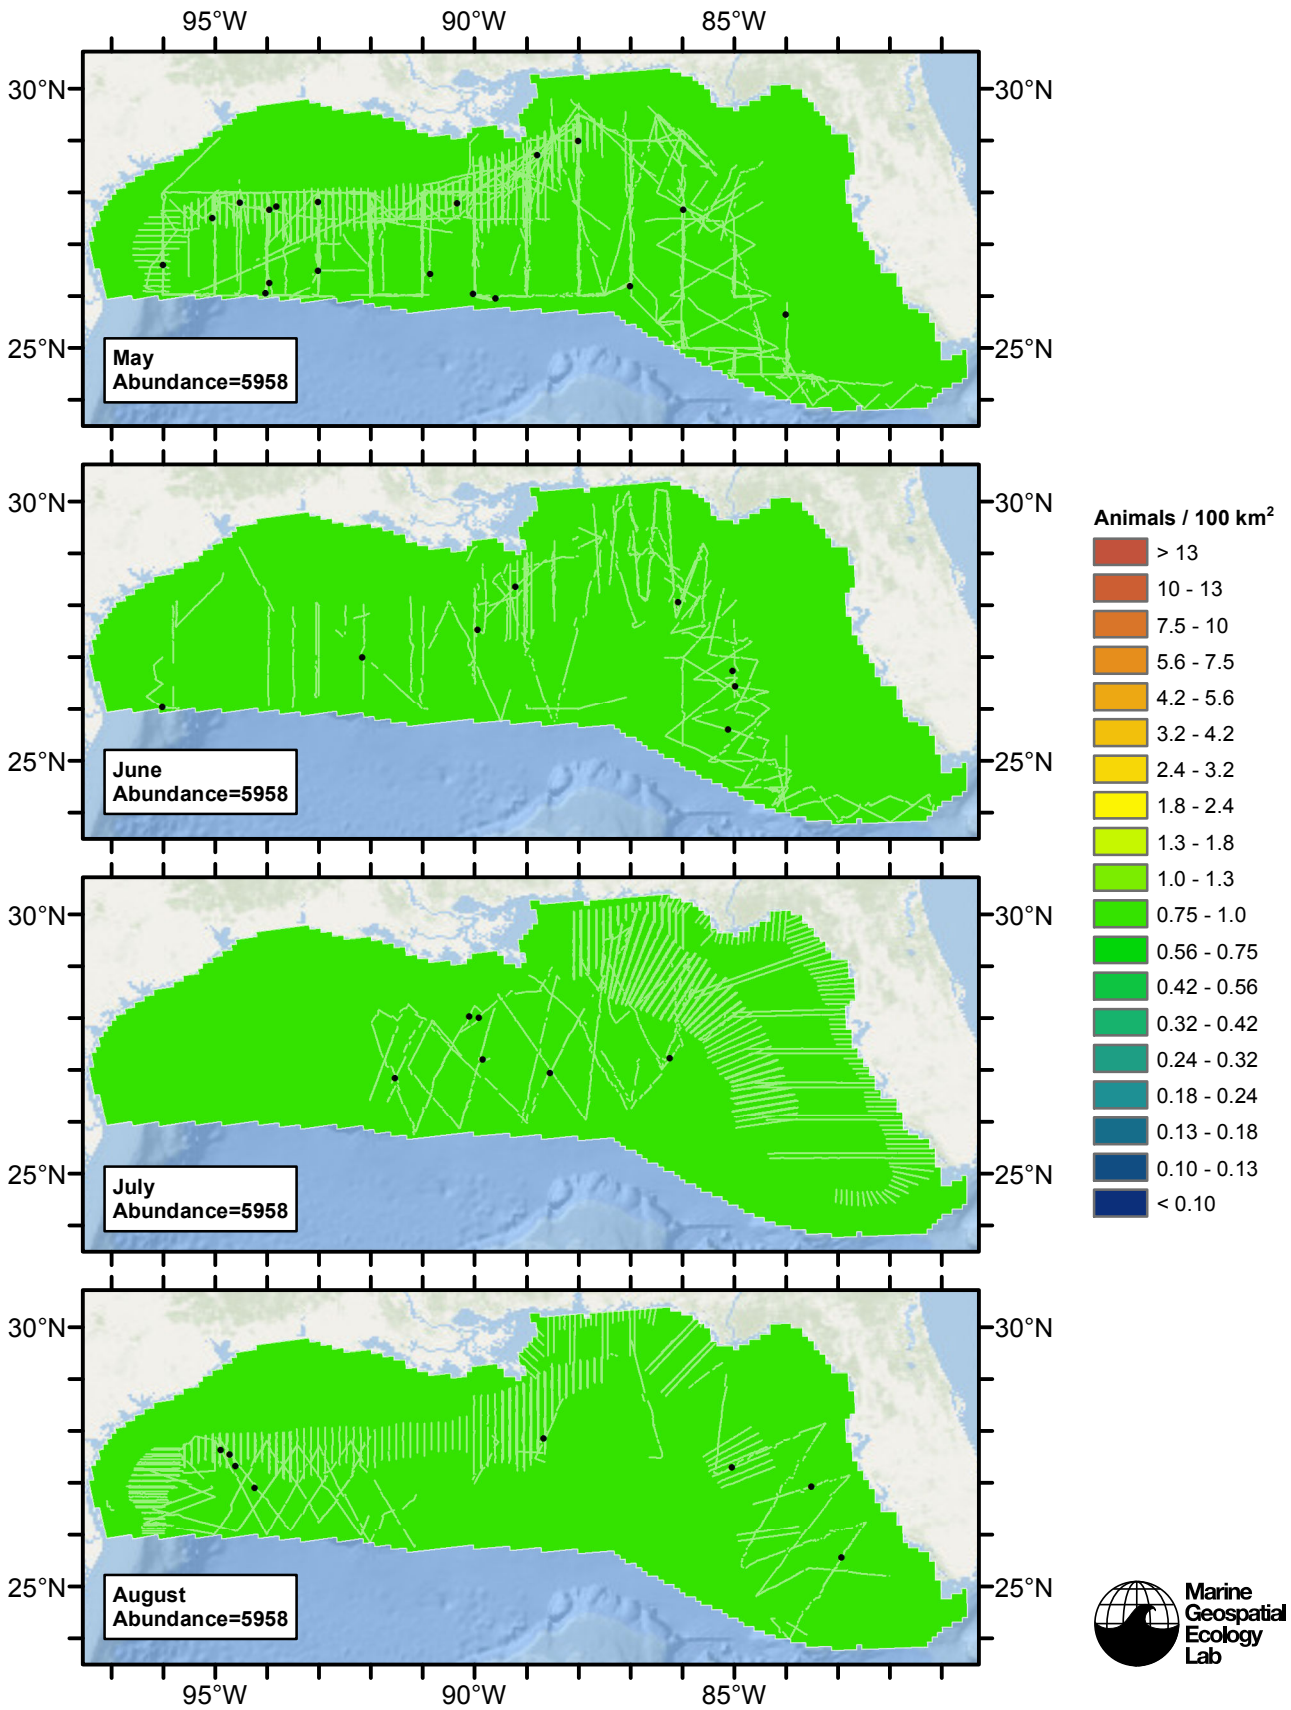 95°W 90°W 85°W
30°N 30°N
25°N 25°N
May
Abundance=5958
30°N 30°N
25°N 25°N
June
Abundance=5958
Animals / 100 km²
> 13
10 - 13
7.5 - 10
5.6 - 7.5
4.2 - 5.6
3.2 - 4.2
2.4 - 3.2
1.8 - 2.4
1.3 - 1.8
1.0 - 1.3
0.75 - 1.0
0.56 - 0.75
0.42 - 0.56
0.32 - 0.42
0.24 - 0.32
0.18 - 0.24
0.13 - 0.18
0.10 - 0.13
< 0.10
30°N 30°N
25°N 25°N
July
Abundance=5958
30°N 30°N
25°N 25°N
August
Abundance=5958
95°W 90°W 85°W
Marine
Geospatial
Ecology
Lab